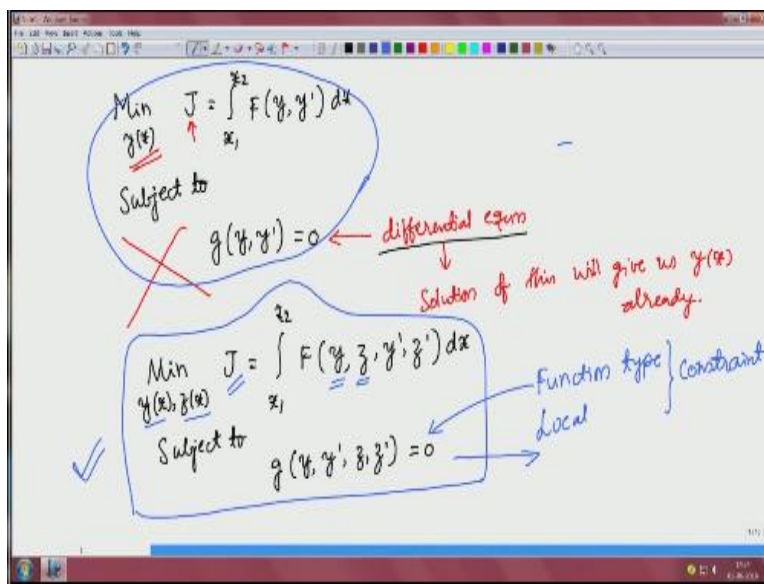 Min J = ∫ F(y, y') dx
x₂
x₁
y(x)
Subject to
g(y, y') = 0 ← differential eqns
Solution of this will give us y(x)
already.
x₂
Min J = ∫ F(y, z, y', z') dx
y(x), z(x)
x₁
Subject to
g(y, y', z, z') = 0
Function type
Local
Constraint